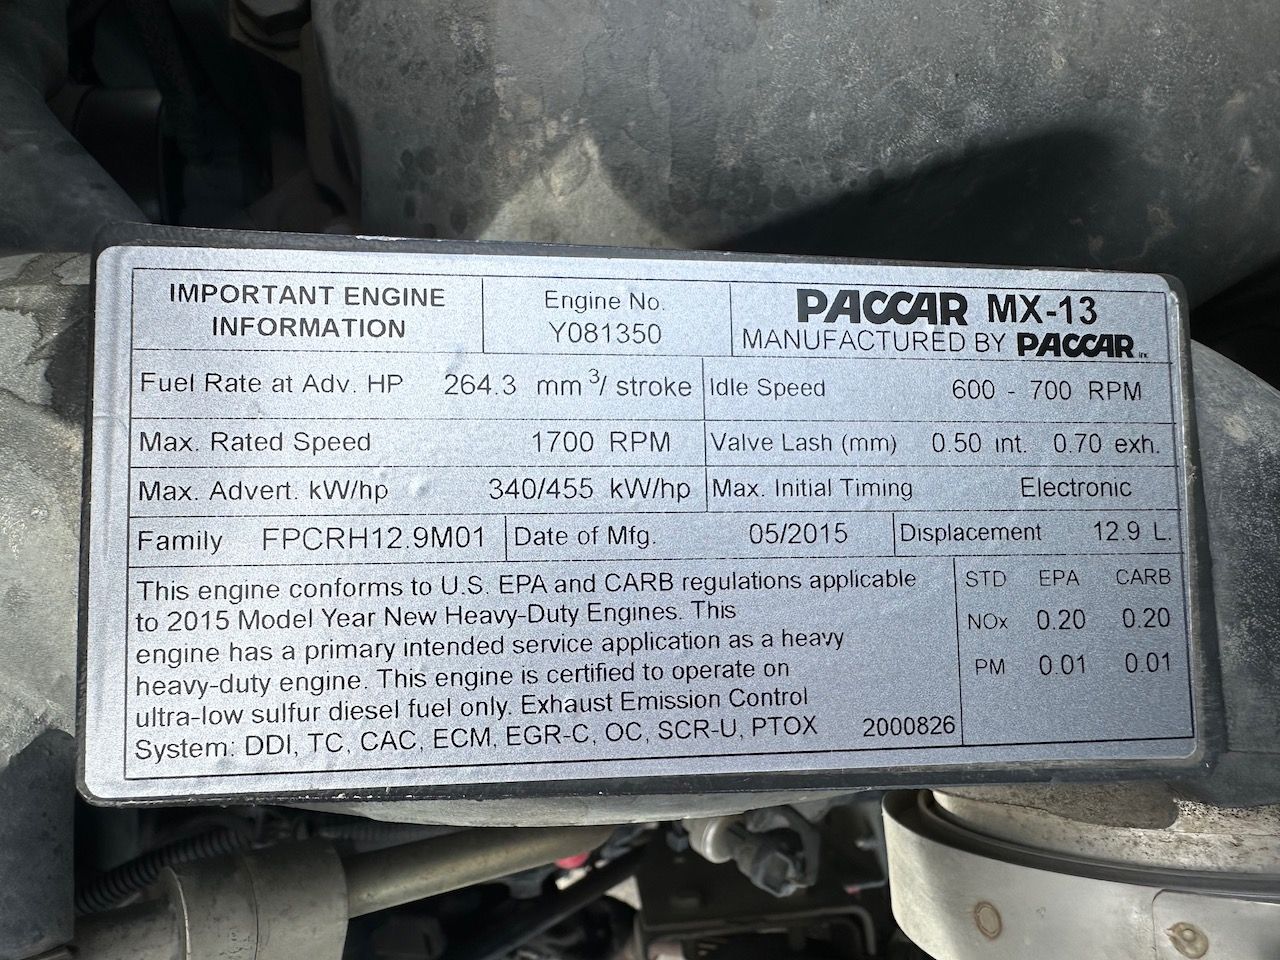 IMPORTANT ENGINE
INFORMATION
Engine No.
Y081350
PACCAR MX-13
MANUFACTURED BY PACCAR Inc
Fuel Rate at Adv. HP 264.3 mm³/ stroke
Idle Speed 600 - 700 RPM
Max. Rated Speed 1700 RPM
Valve Lash (mm) 0.50 int. 0.70 exh.
Max. Advert. kW/hp 340/455 kW/hp
Max. Initial Timing Electronic
Family FPCRH12.9M01
Date of Mfg. 05/2015
Displacement 12.9 L.
This engine conforms to U.S. EPA and CARB regulations applicable
to 2015 Model Year New Heavy-Duty Engines. This
engine has a primary intended service application as a heavy
heavy-duty engine. This engine is certified to operate on
ultra-low sulfur diesel fuel only. Exhaust Emission Control
System: DDI, TC, CAC, ECM, EGR-C, OC, SCR-U, PTOX 2000826
STD EPA CARB
NOx 0.20 0.20
PM 0.01 0.01